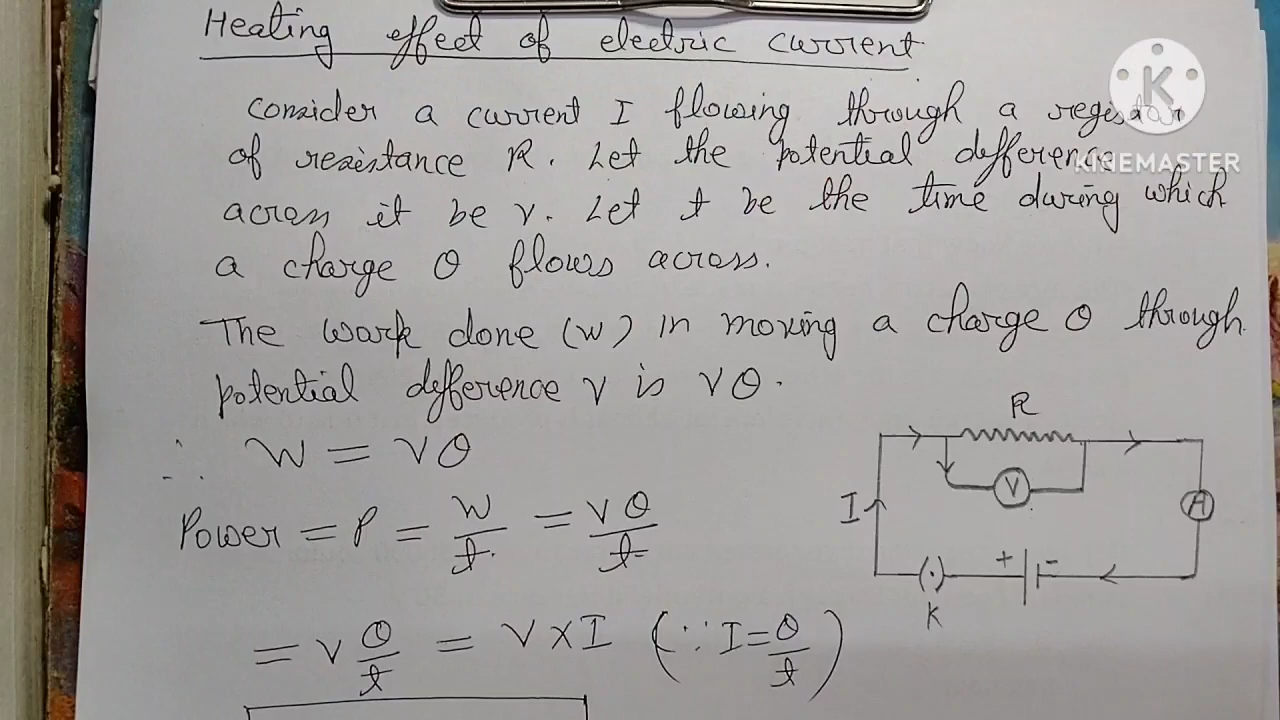 Heating effect of electric current
Consider a current I flowing through a registar
of resistance R. Let the potential difference
across it be V. Let t be the time during which
a charge Q flows across.
The work done (W) in moving a charge Q through
potential difference V is VQ.
∴ W = VQ
Power = P = W/t = VQ/t
= V Q/t = V×I (∵ I = Q/t)
R
V
I
A
+ -
K
K
KINEMASTER